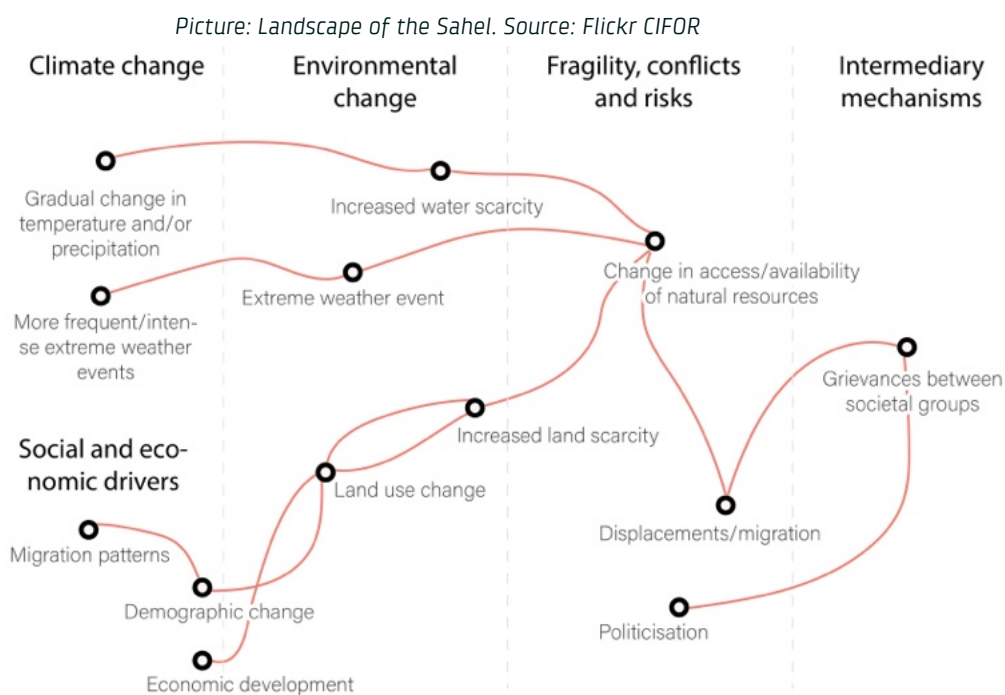 Picture: Landscape of the Sahel. Source: Flickr CIFOR
Climate change
Environmental
change
Fragility, conflicts
and risks
Intermediary
mechanisms
Gradual change in
temperature and/or
precipitation
Increased water scarcity
Change in access/availability
of natural resources
Extreme weather event
More frequent/inten-
se extreme weather
events
Grievances between
societal groups
Increased land scarcity
Social and eco-
nomic drivers
Land use change
Migration patterns
Displacements/migration
Demographic change
Politicisation
Economic development